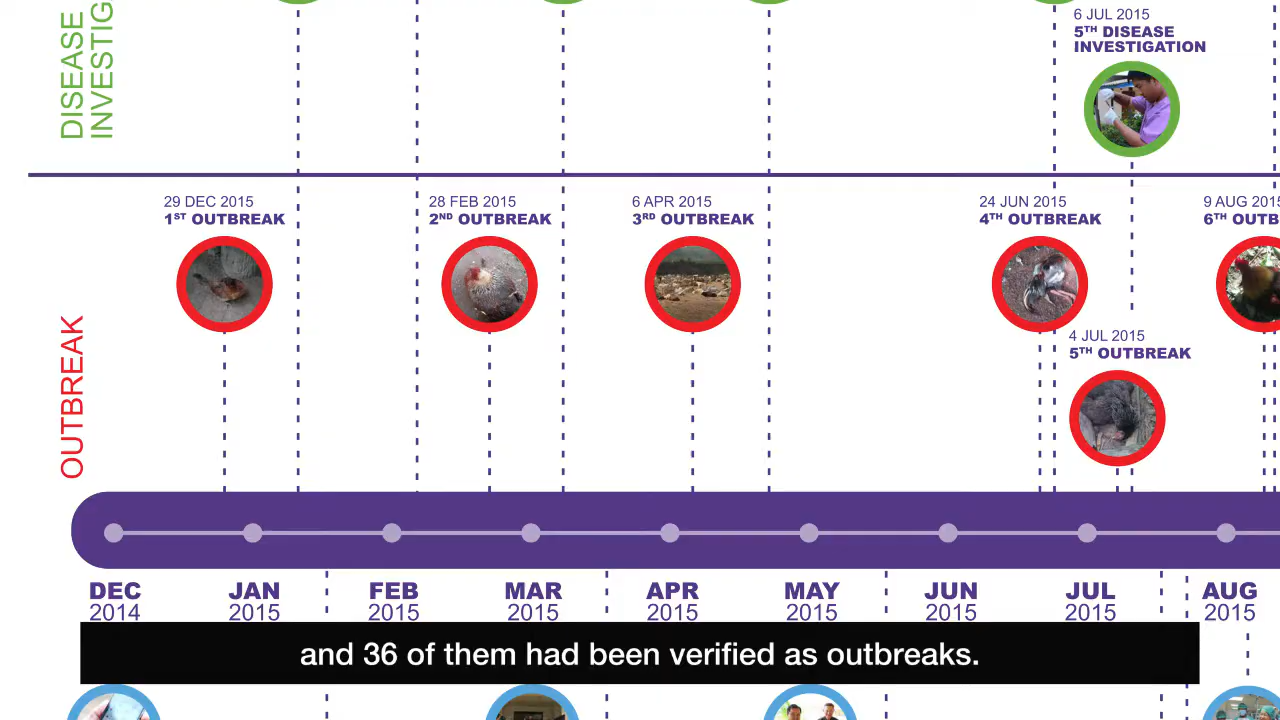 DISEASE
INVESTIG
6 JUL 2015
5TH DISEASE
INVESTIGATION
29 DEC 2015
1ST OUTBREAK
28 FEB 2015
2ND OUTBREAK
6 APR 2015
3RD OUTBREAK
24 JUN 2015
4TH OUTBREAK
9 AUG 2015
6TH OUTB
4 JUL 2015
5TH OUTBREAK
OUTBREAK
DEC JAN FEB MAR APR MAY JUN JUL AUG
2014 2015 2015 2015 2015 2015 2015 2015 2015
and 36 of them had been verified as outbreaks.